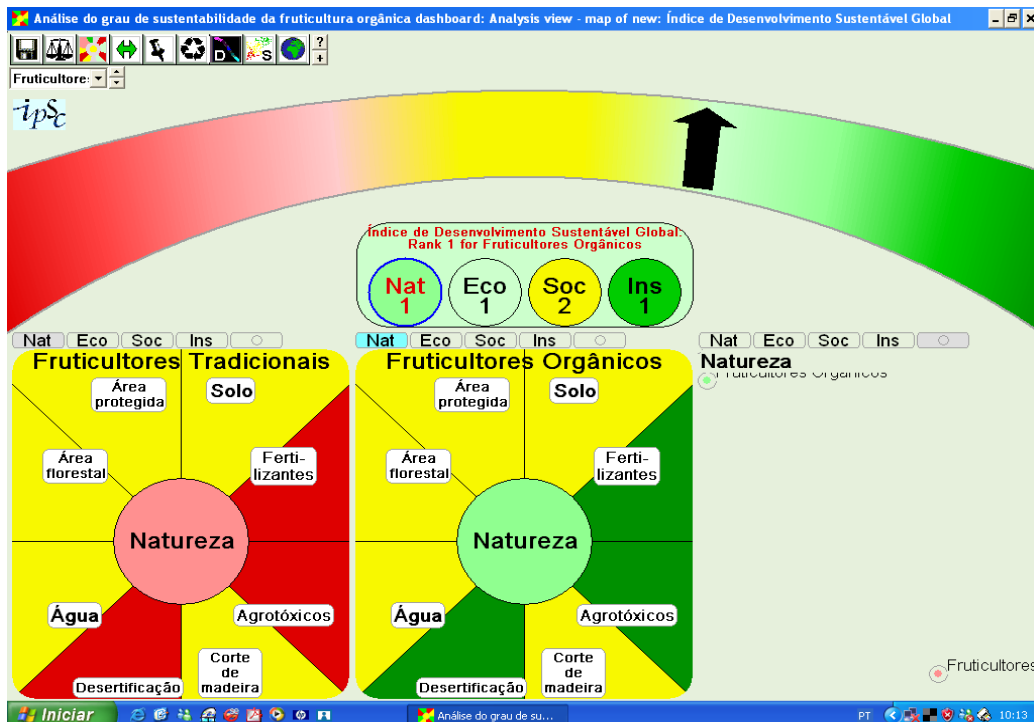 Análise do grau de sustentabilidade da fruticultura orgânica dashboard: Analysis view - map of new: Índice de Desenvolvimento Sustentável Global
D
S
?
+
Fruticultore
ipSc
Índice de Desenvolvimento Sustentável Global.
Rank 1 for Fruticultores Orgânicos
Nat
1
Eco
1
Soc
2
Ins
1
Nat Eco Soc Ins
Fruticultores Tradicionais
Área
protegida
Solo
Área
florestal
Ferti-
lizantes
Natureza
Água
Agrotóxicos
Corte
de
madeira
Desertificação
Nat Eco Soc Ins
Fruticultores Orgânicos
Área
protegida
Solo
Área
florestal
Ferti-
lizantes
Natureza
Água
Agrotóxicos
Corte
de
madeira
Desertificação
Nat Eco Soc Ins
Natureza
Fruticultores Orgânicos
Fruticultores
Iniciar
Análise do grau de su...
PT
10:13